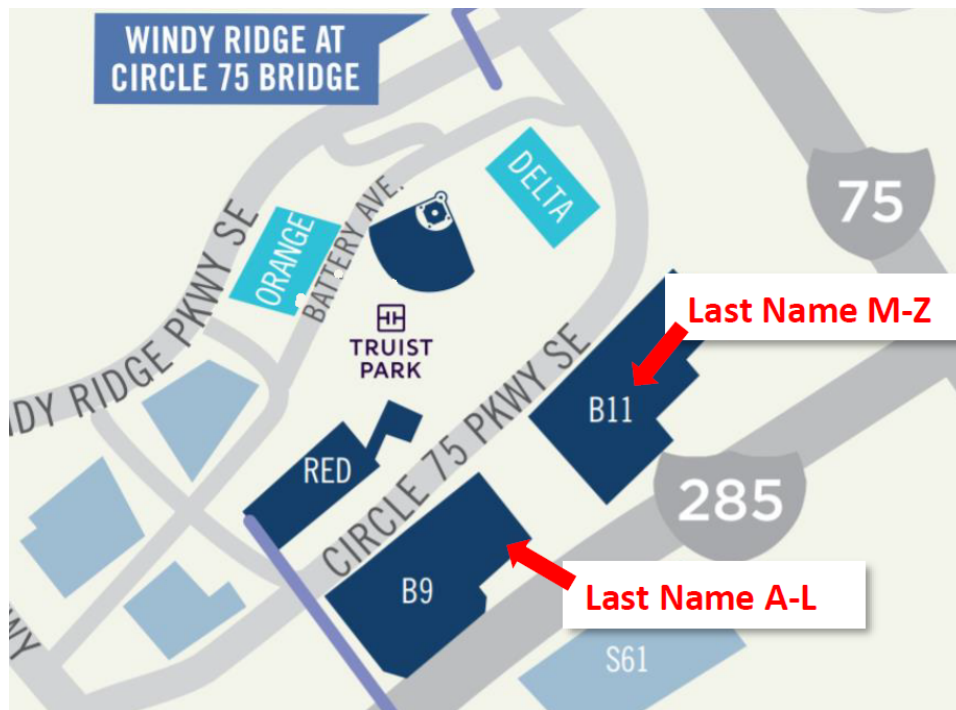 WINDY RIDGE AT
CIRCLE 75 BRIDGE
75
DELTA
ORANGE
BATTERY AVE.
DY RIDGE PKWY SE
TRUIST
PARK
Last Name M-Z
B11
CIRCLE 75 PKWY SE
RED
285
B9
Last Name A-L
S61
WY